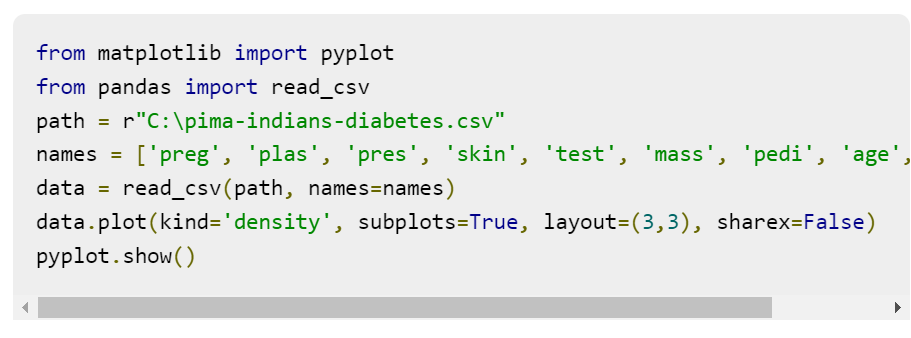 from matplotlib import pyplot
from pandas import read_csv
path = r"C:\pima-indians-diabetes.csv"
names = ['preg', 'plas', 'pres', 'skin', 'test', 'mass', 'pedi', 'age',
data = read_csv(path, names=names)
data.plot(kind='density', subplots=True, layout=(3,3), sharex=False)
pyplot.show()